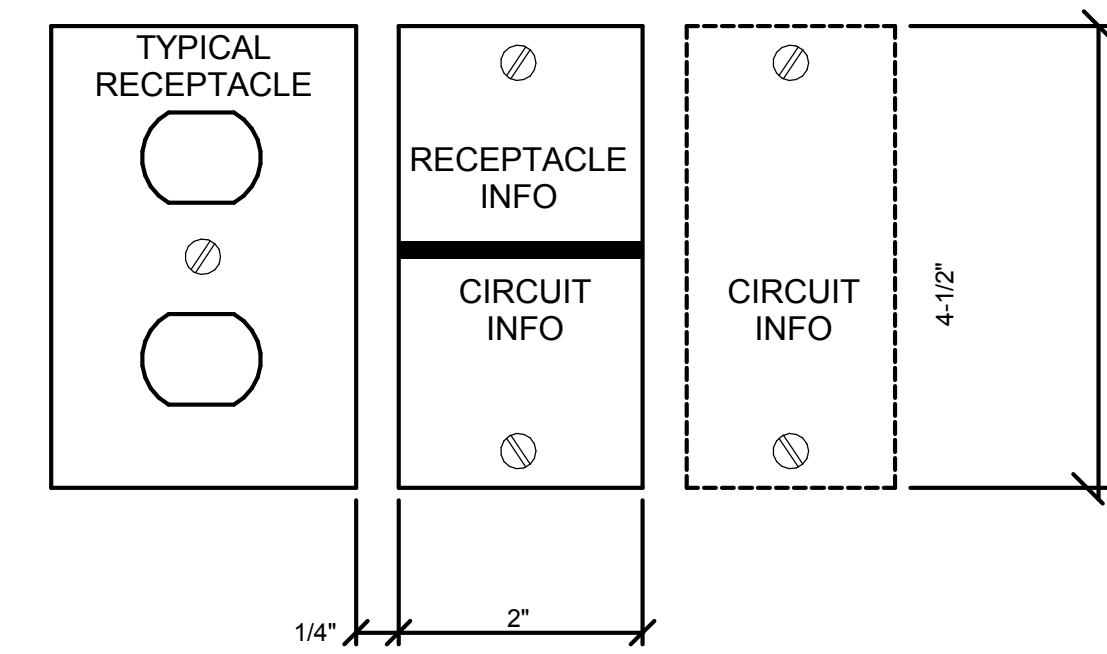 TYPICAL
RECEPTACLE
RECEPTACLE
INFO
CIRCUIT
INFO
CIRCUIT
INFO
4-1/2"
1/4"
2"